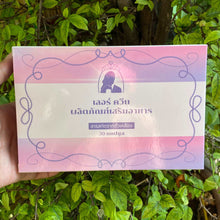 เลอร์ ควีน
ผลิตภัณฑ์เสริมอาหาร
30 แคปซูล